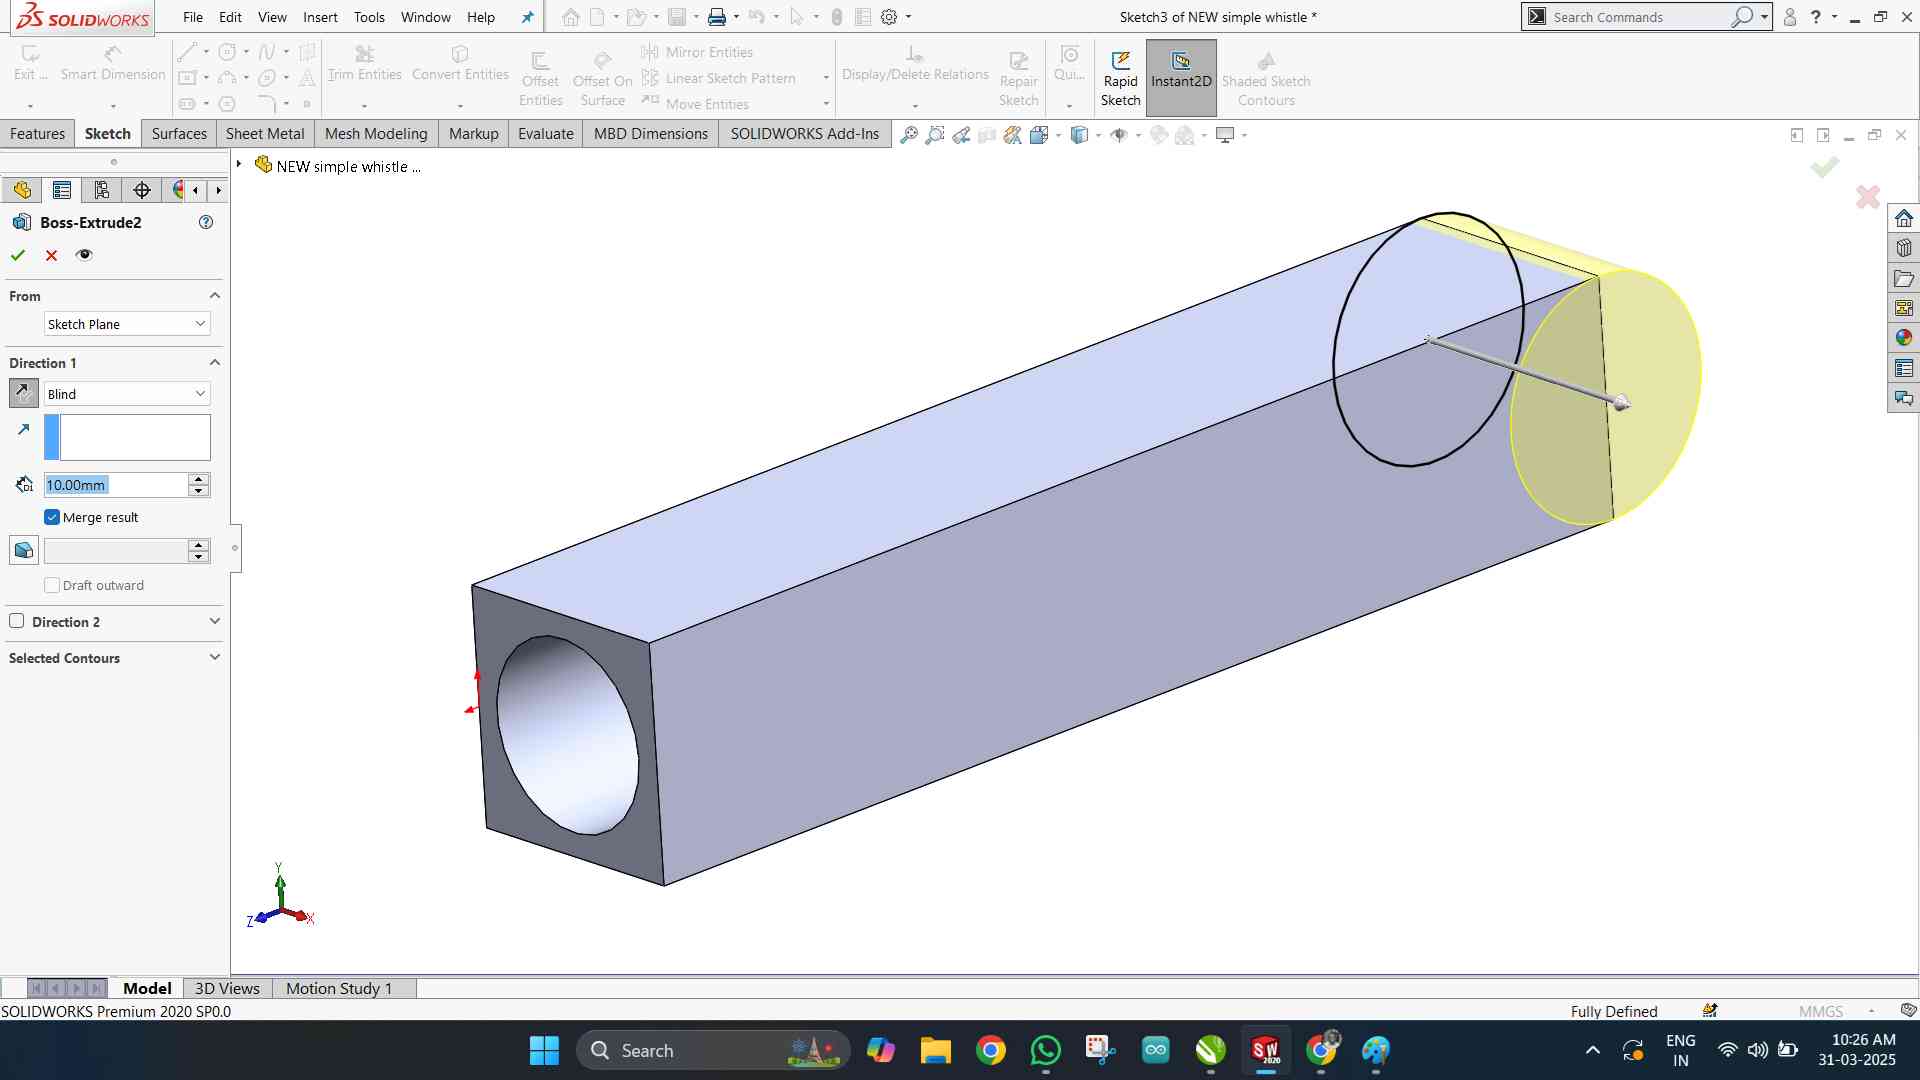 SOLIDWORKS File Edit View Insert Tools Window Help Sketch3 of NEW simple whistle * Search Commands
Exit ... Smart Dimension Trim Entities Convert Entities Offset Entities Offset On Surface Mirror Entities Linear Sketch Pattern Move Entities Display/Delete Relations Repair Sketch Qui... Rapid Sketch Instant2D Shaded Sketch Contours
Features Sketch Surfaces Sheet Metal Mesh Modeling Markup Evaluate MBD Dimensions SOLIDWORKS Add-Ins
NEW simple whistle ...
Boss-Extrude2
From
Sketch Plane
Direction 1
Blind
10.00mm
Merge result
Draft outward
Direction 2
Selected Contours
Y
Z X
Model 3D Views Motion Study 1
SOLIDWORKS Premium 2020 SP0.0 Fully Defined MMGS
Search ENG IN 10:26 AM 31-03-2025
SW 2020